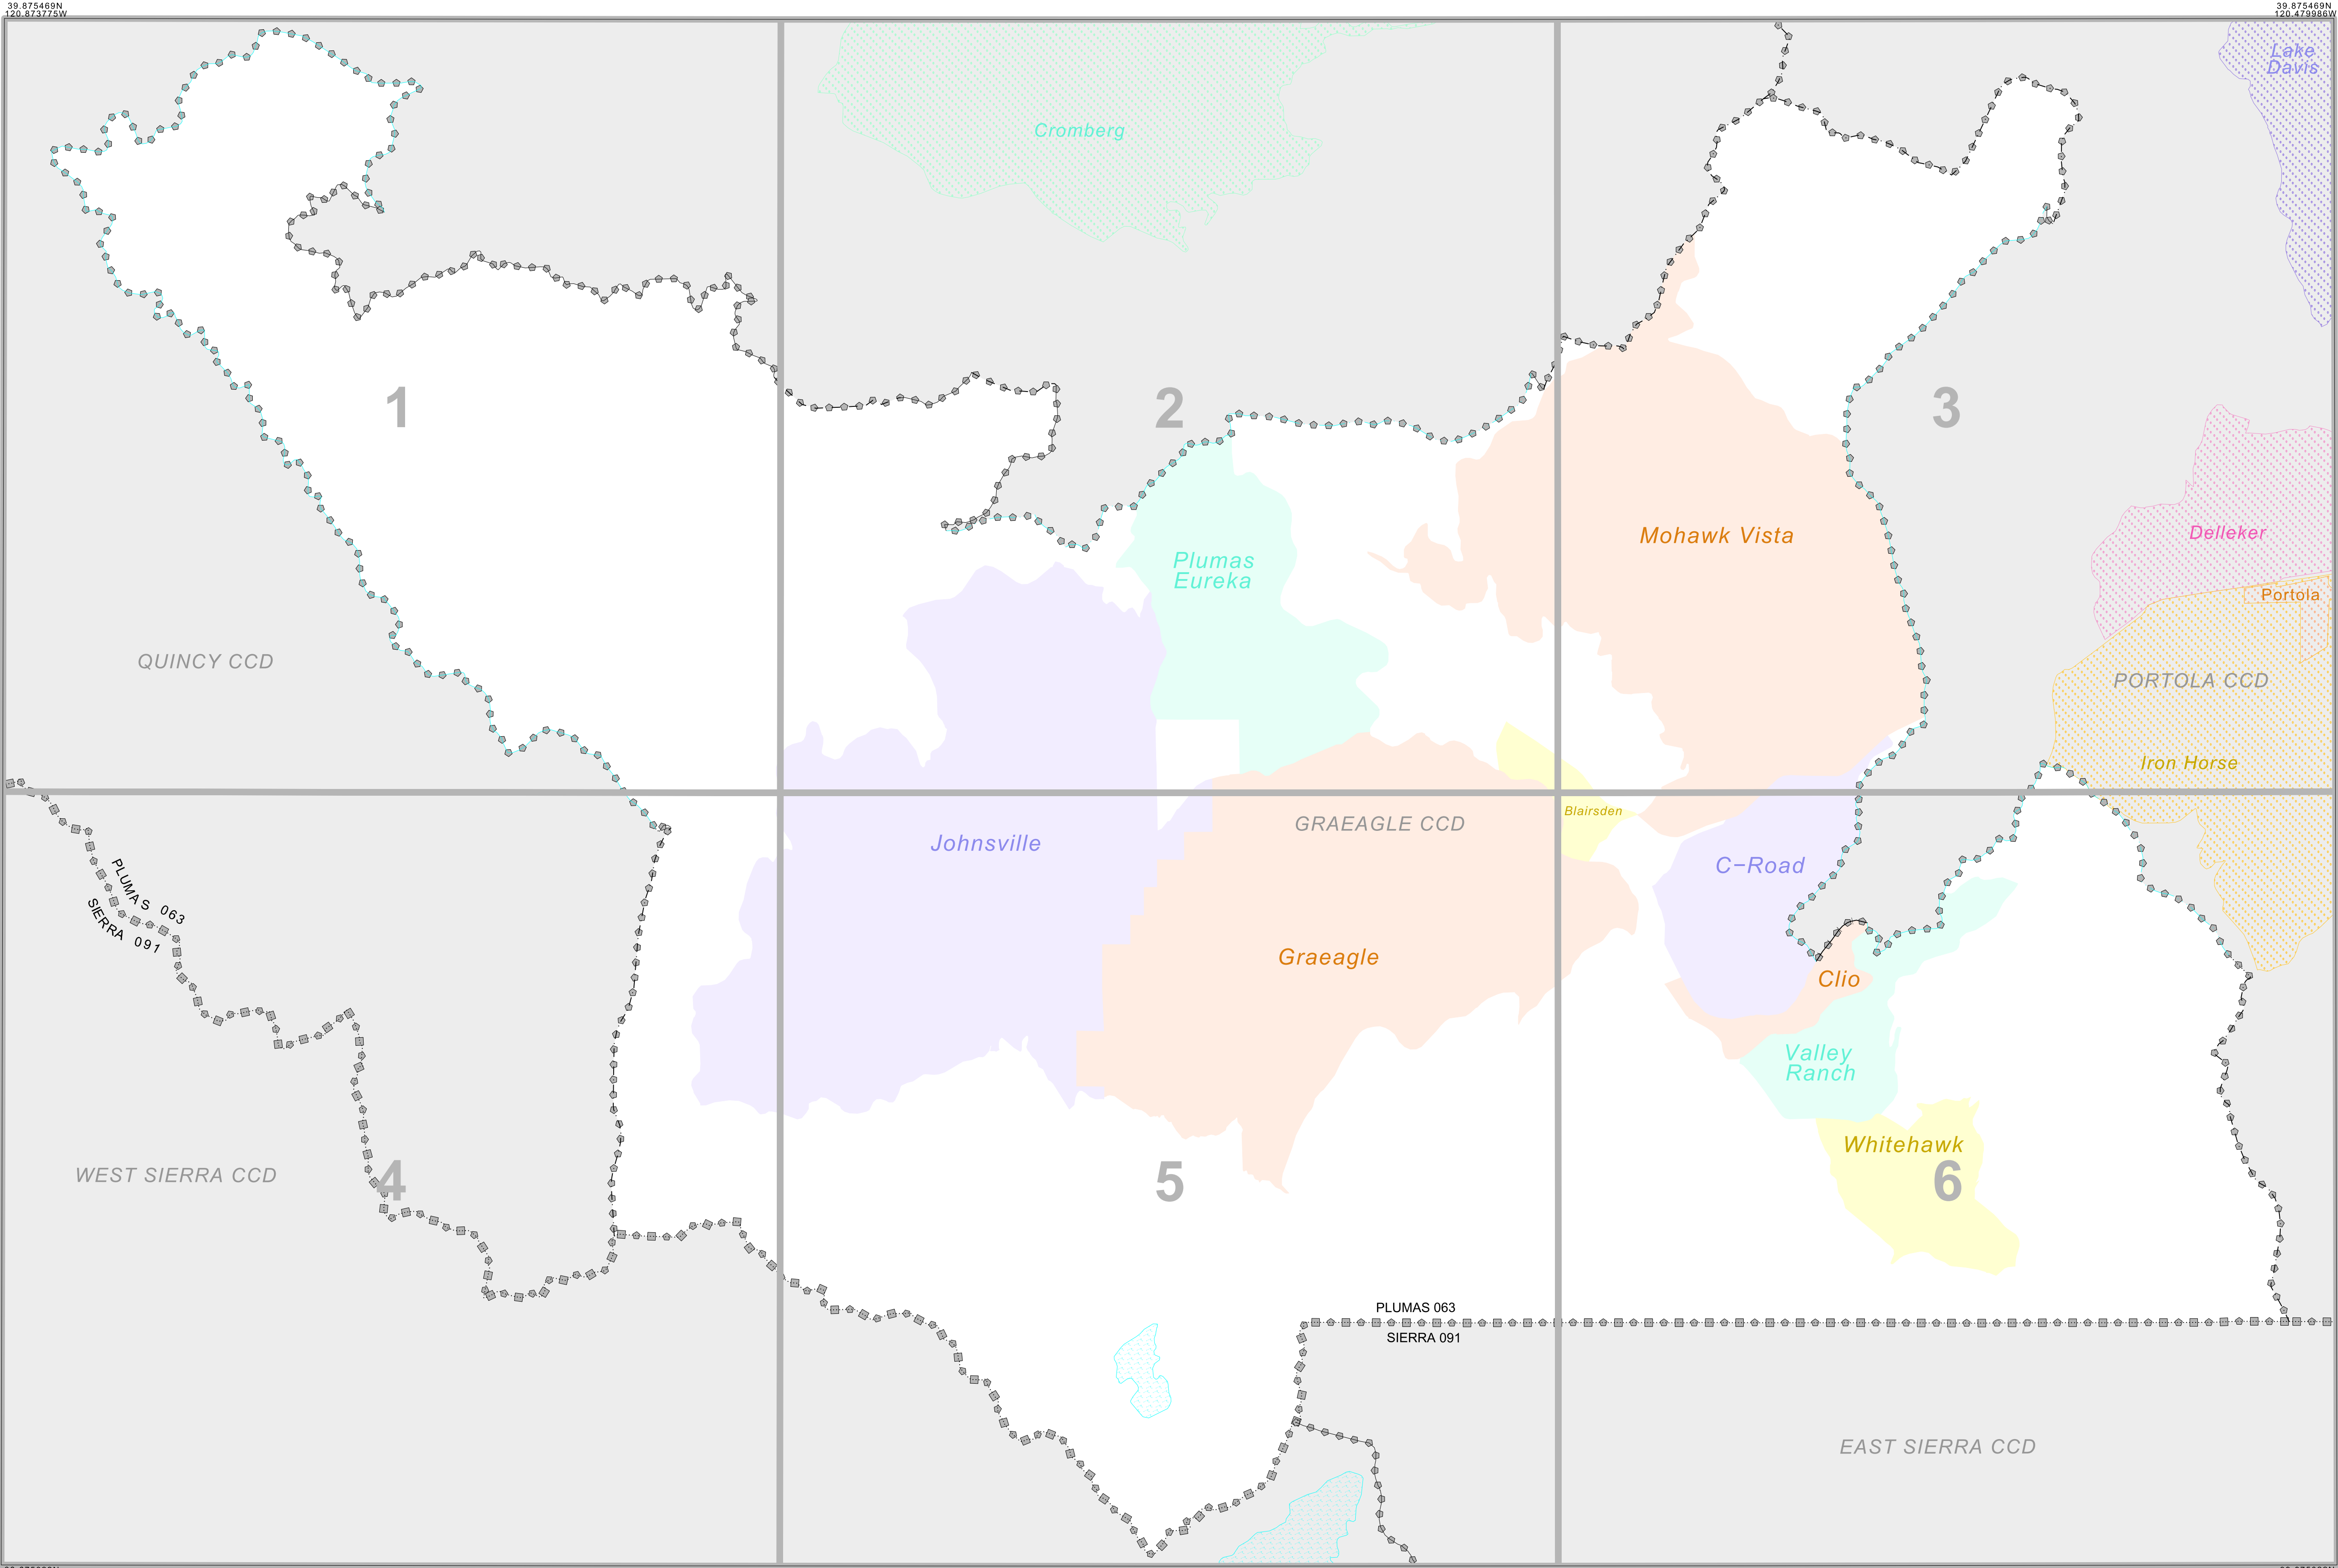 39.875469N
120.873775W
39.875469N
120.479986W
Lake
Davis
Cromberg
1
2
3
Delleker
Mohawk Vista
Plumas
Eureka
Portola
QUINCY CCD
PORTOLA CCD
Iron Horse
Blairsden
GRAEAGLE CCD
Johnsville
C-Road
PLUMAS 063
SIERRA 091
Graeagle
Clio
Valley
Ranch
Whitehawk
WEST SIERRA CCD
4
5
6
PLUMAS 063
SIERRA 091
EAST SIERRA CCD